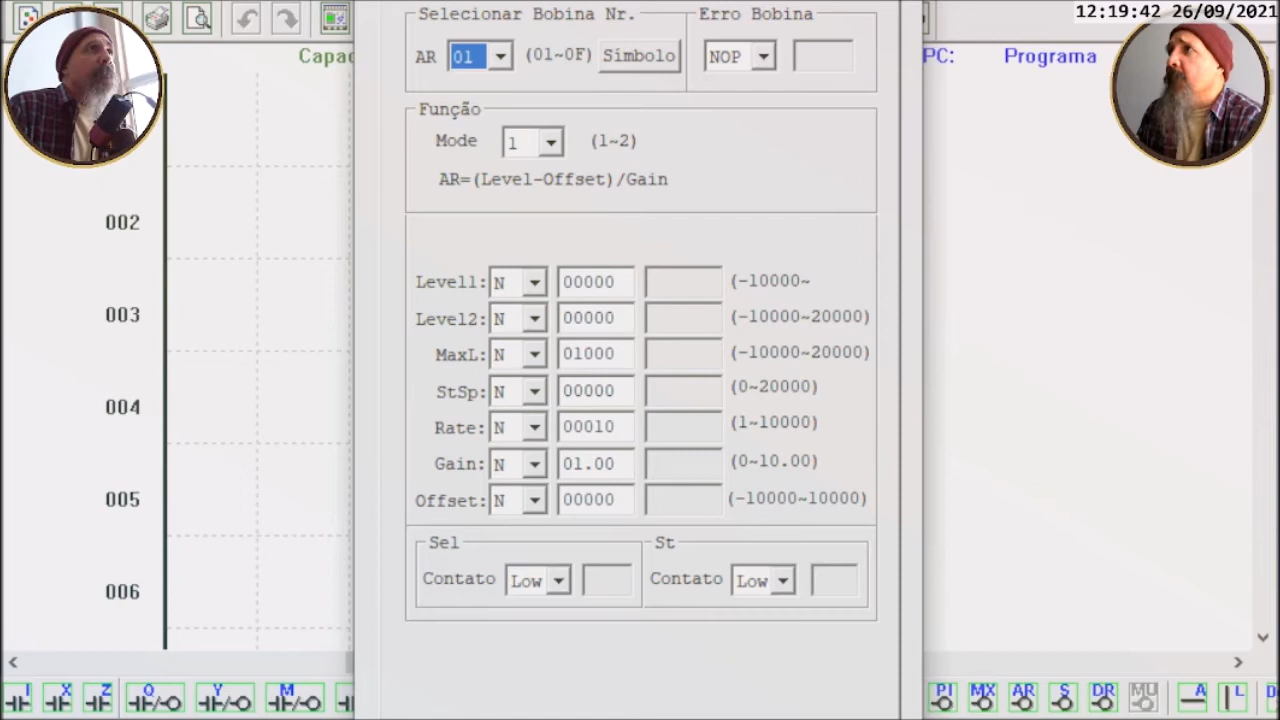 12:19:42 26/09/2021
Capac
PC: Programa
Selecionar Bobina Nr.
Erro Bobina
AR 01 (01~0F) Símbolo
NOP
Função
Mode 1 (1~2)
AR=(Level-Offset)/Gain
Level1: N 00000 (-10000~
Level2: N 00000 (-10000~20000)
MaxL: N 01000 (-10000~20000)
StSp: N 00000 (0~20000)
Rate: N 00010 (1~10000)
Gain: N 01.00 (0~10.00)
Offset: N 00000 (-10000~10000)
Sel
St
Contato Low
Contato Low
002
003
004
005
006
I X Z Q Y M
PI MX AR S DR MU A L D